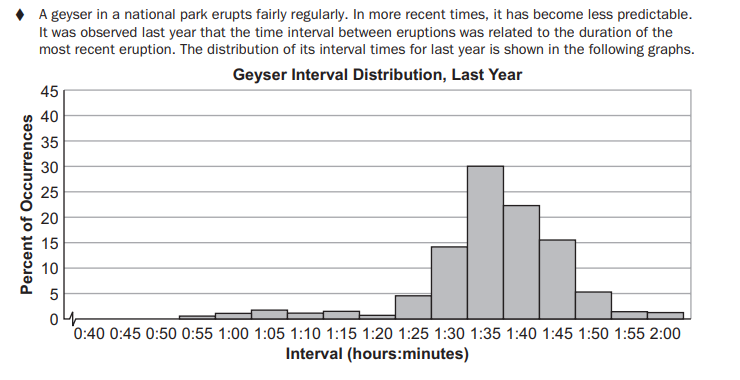 ♦ A geyser in a national park erupts fairly regularly. In more recent times, it has become less predictable.
It was observed last year that the time interval between eruptions was related to the duration of the
most recent eruption. The distribution of its interval times for last year is shown in the following graphs.
Geyser Interval Distribution, Last Year
Percent of Occurrences
45
40
35
30
25
20
15
10
5
0
0:40 0:45 0:50 0:55 1:00 1:05 1:10 1:15 1:20 1:25 1:30 1:35 1:40 1:45 1:50 1:55 2:00
Interval (hours:minutes)